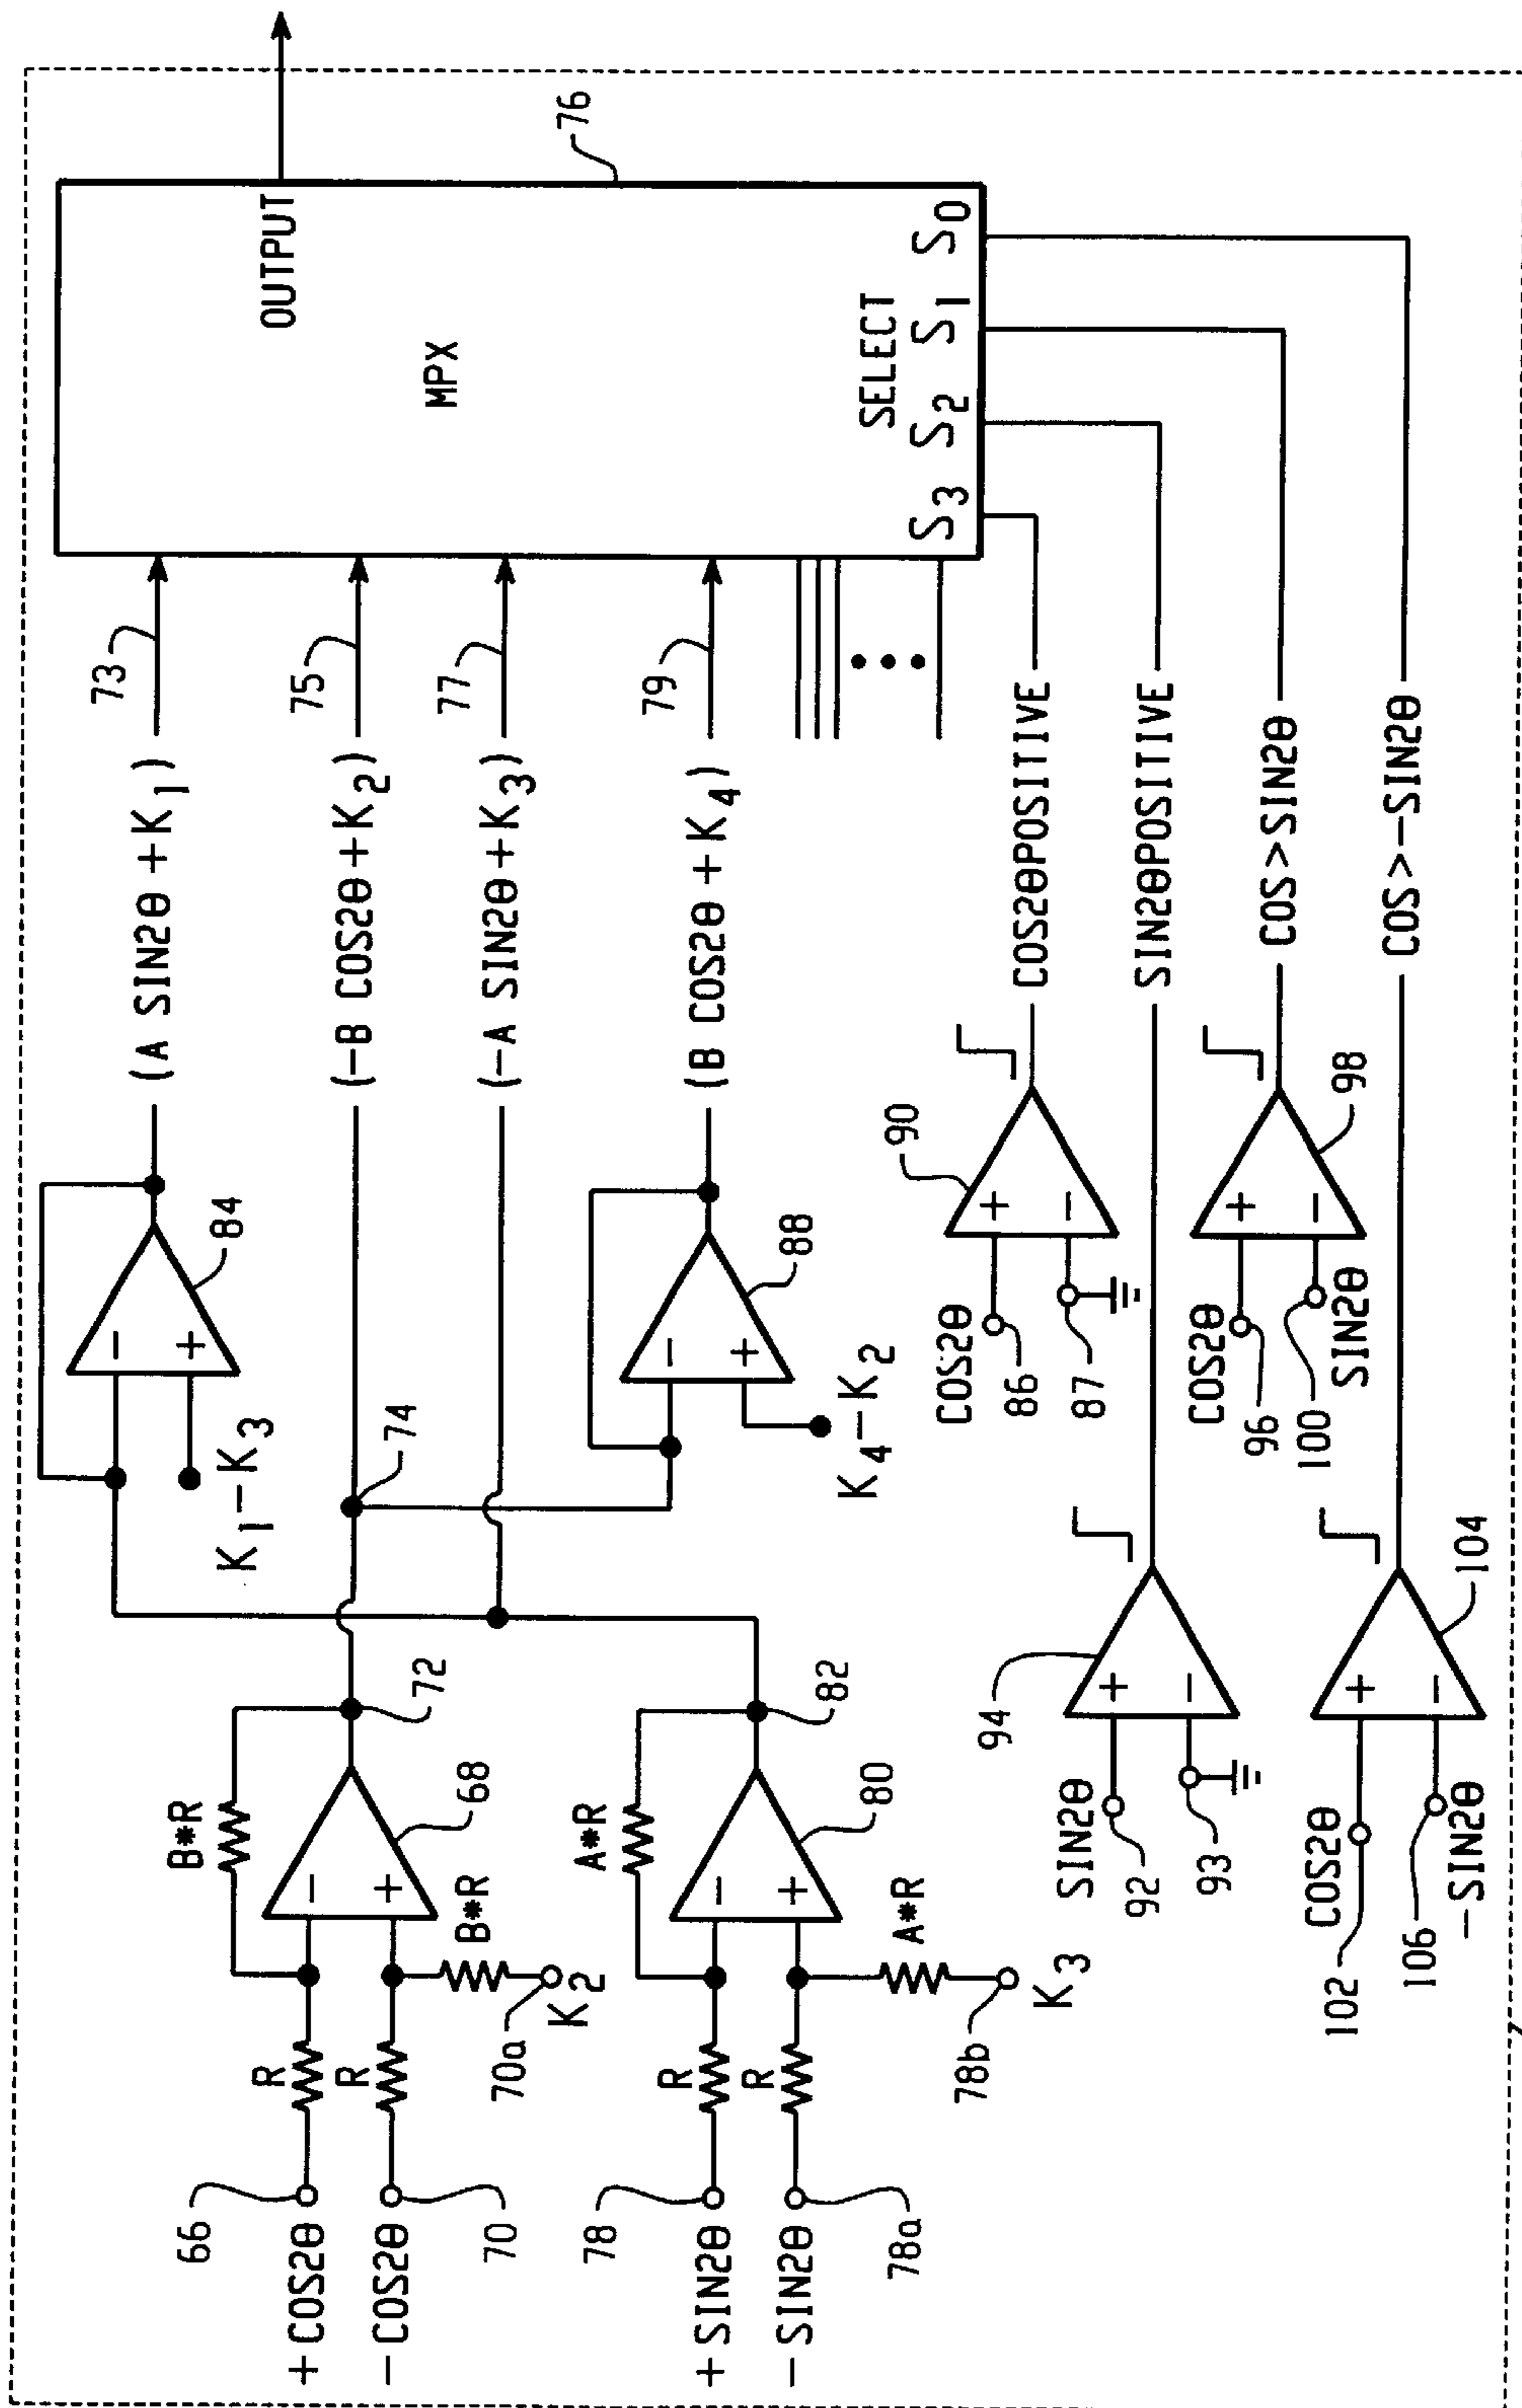 +COS2θ
66
R
-COS2θ
70
R
B*R
68
72
B*R
70a
K2
+SIN2θ
78
R
-SIN2θ
78a
R
A*R
80
82
A*R
78b
K3
74
K1-K3
84
K4-K2
88
(A SIN2θ +K1)
73
(-B COS2θ +K2)
75
(-A SIN2θ +K3)
77
(B COS2θ +K4)
79
MPX
OUTPUT
76
SELECT
S3 S2 S1 S0
COS2θ
86
87
90
COS2θPOSITIVE
SIN2θ
92
93
94
SIN2θPOSITIVE
COS2θ
96
100
SIN2θ
98
COS>SIN2θ
COS2θ
102
106
-SIN2θ
104
COS>-SIN2θ